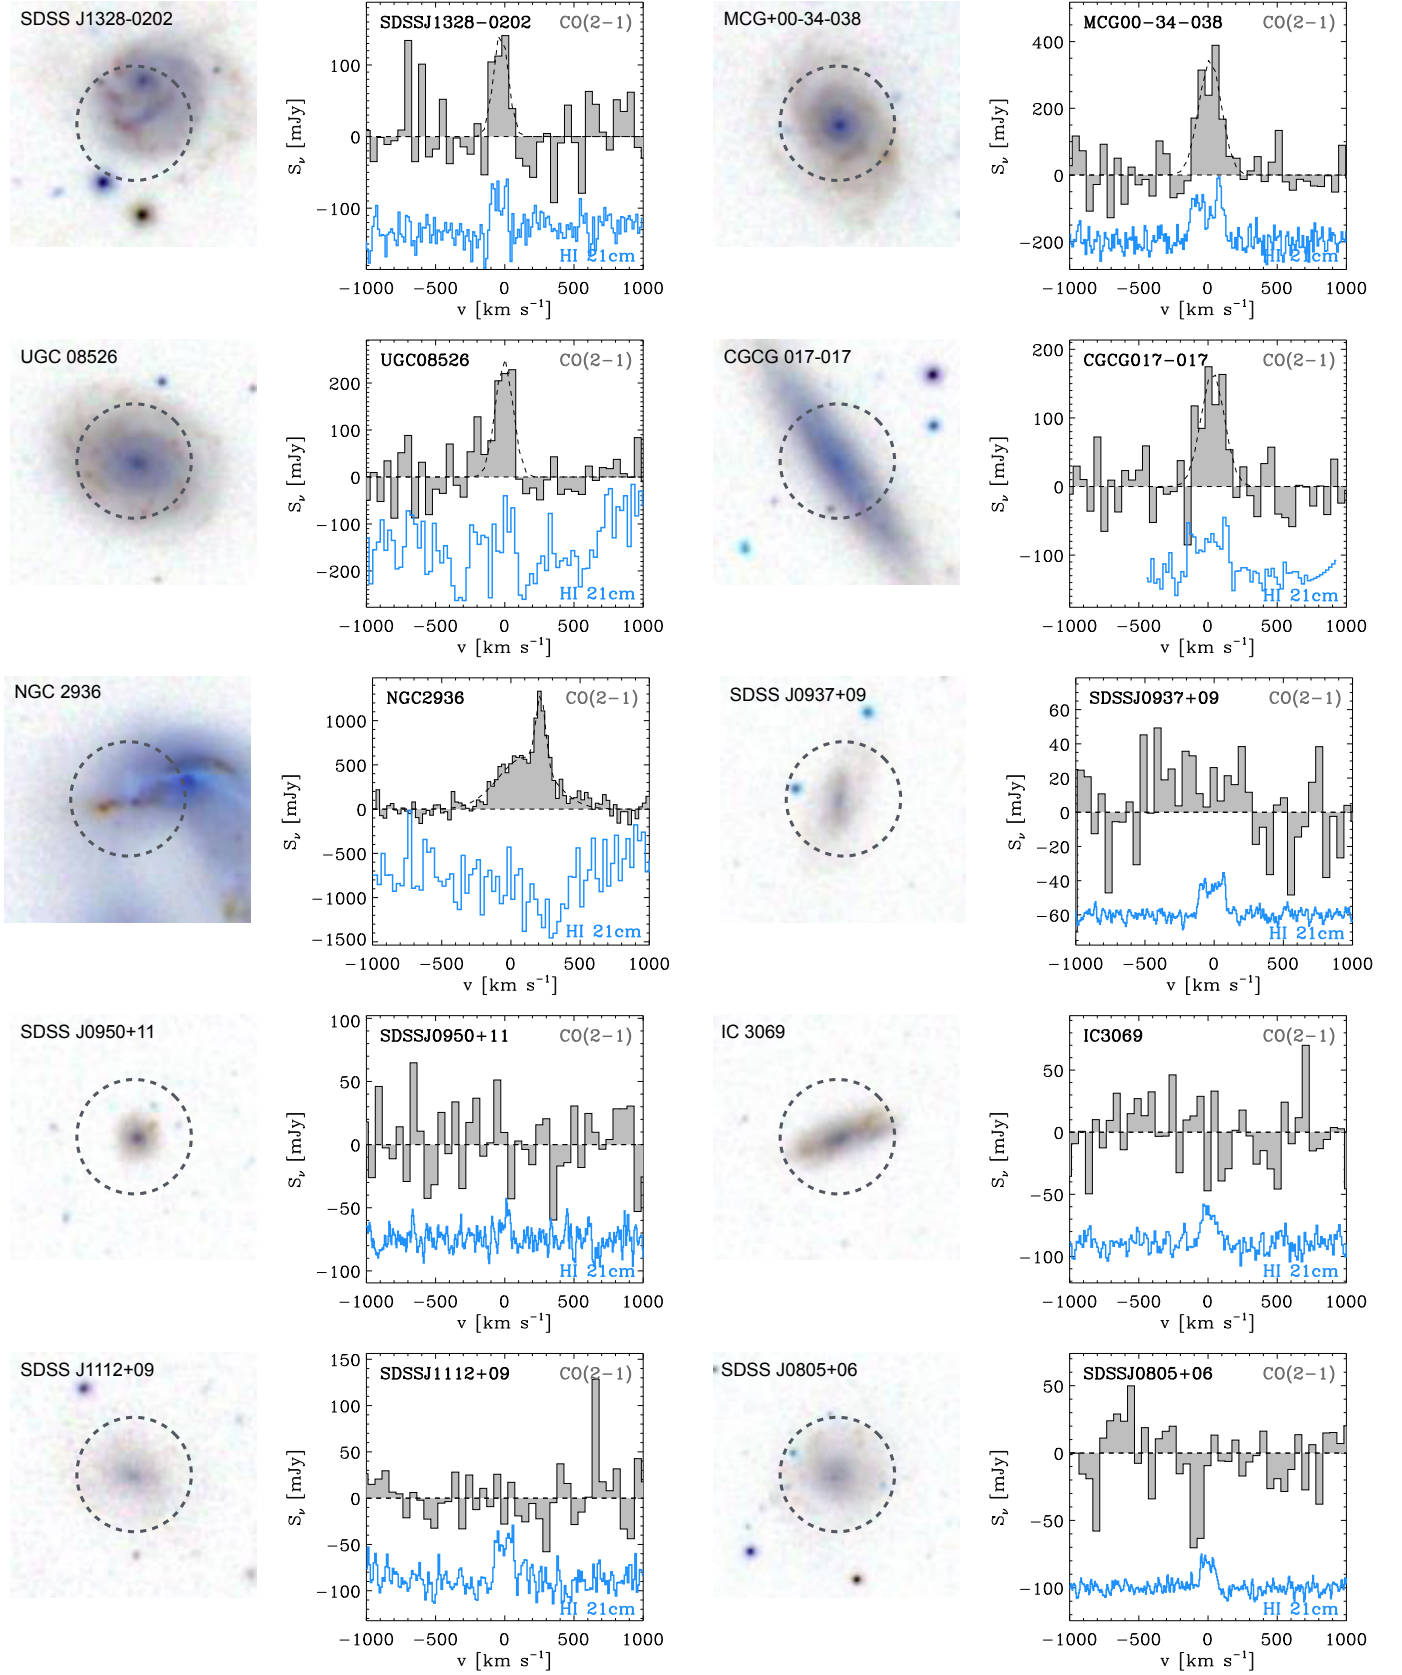 SDSS J1328-0202
SDSSJ1328-0202 CO(2-1)
100
0
-100
Sν [mJy]
HI 21cm
-1000 -500 0 500 1000
v [km s⁻¹]
MCG+00-34-038
MCG00-34-038 CO(2-1)
400
200
0
-200
Sν [mJy]
HI 21cm
-1000 -500 0 500 1000
v [km s⁻¹]
UGC 08526
UGC08526 CO(2-1)
200
100
0
-100
-200
Sν [mJy]
HI 21cm
-1000 -500 0 500 1000
v [km s⁻¹]
CGCG 017-017
CGCG017-017 CO(2-1)
200
100
0
-100
Sν [mJy]
HI 21cm
-1000 -500 0 500 1000
v [km s⁻¹]
NGC 2936
NGC2936 CO(2-1)
1000
500
0
-500
-1000
-1500
Sν [mJy]
HI 21cm
-1000 -500 0 500 1000
v [km s⁻¹]
SDSS J0937+09
SDSSJ0937+09 CO(2-1)
60
40
20
0
-20
-40
-60
Sν [mJy]
HI 21cm
-1000 -500 0 500 1000
v [km s⁻¹]
SDSS J0950+11
SDSSJ0950+11 CO(2-1)
100
50
0
-50
-100
Sν [mJy]
HI 21cm
-1000 -500 0 500 1000
v [km s⁻¹]
IC 3069
IC3069 CO(2-1)
50
0
-50
-100
Sν [mJy]
HI 21cm
-1000 -500 0 500 1000
v [km s⁻¹]
SDSS J1112+09
SDSSJ1112+09 CO(2-1)
150
100
50
0
-50
-100
Sν [mJy]
HI 21cm
-1000 -500 0 500 1000
v [km s⁻¹]
SDSS J0805+06
SDSSJ0805+06 CO(2-1)
50
0
-50
-100
Sν [mJy]
HI 21cm
-1000 -500 0 500 1000
v [km s⁻¹]